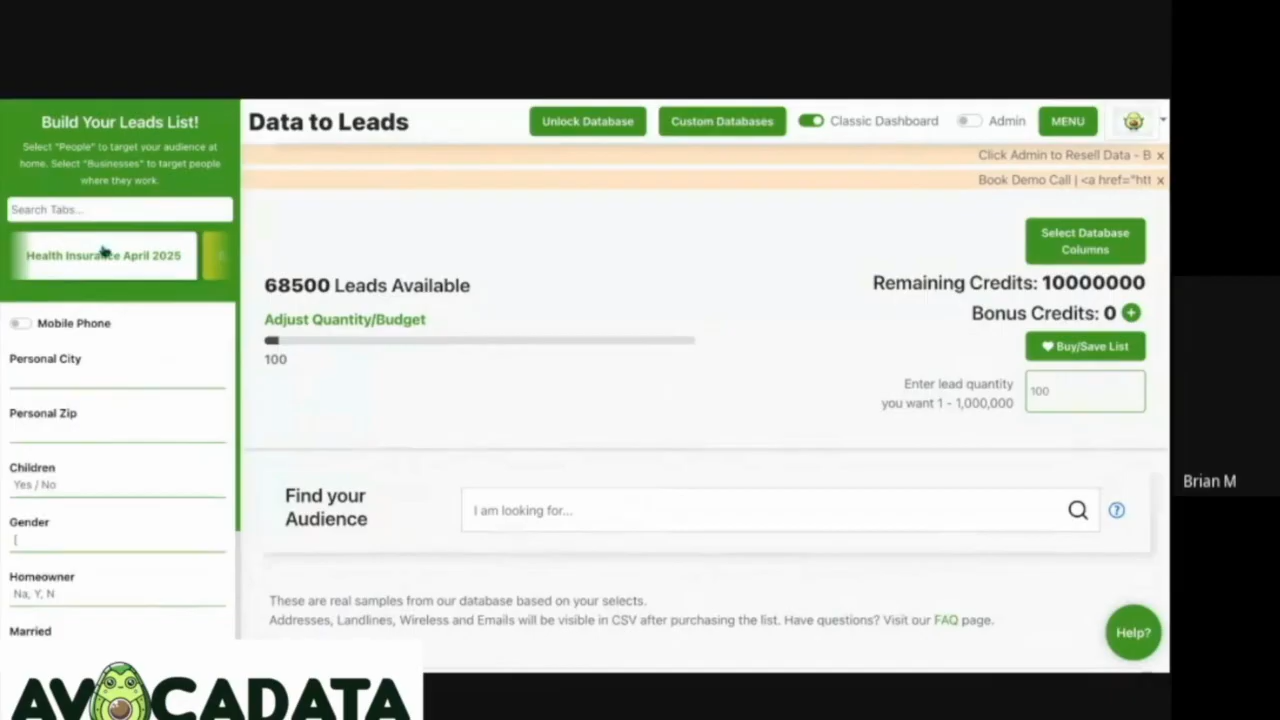 Build Your Leads List!
Select "People" to target your audience at
home. Select "Businesses" to target people
where they work.
Search Tabs...
Health Insurance April 2025
Mobile Phone
Personal City
Personal Zip
Children
Yes / No
Gender
[
Homeowner
Na, Y, N
Married
Data to Leads
Unlock Database
Custom Databases
Classic Dashboard
Admin
MENU
Click Admin to Resell Data - B x
Book Demo Call | <a href="htt x
Select Database
Columns
68500 Leads Available
Remaining Credits: 10000000
Adjust Quantity/Budget
Bonus Credits: 0 +
100
Buy/Save List
Enter lead quantity
you want 1 - 1,000,000
100
Find your
Audience
I am looking for...
?
These are real samples from our database based on your selects.
Addresses, Landlines, Wireless and Emails will be visible in CSV after purchasing the list. Have questions? Visit our FAQ page.
Help?
Brian M
AVOCADATA